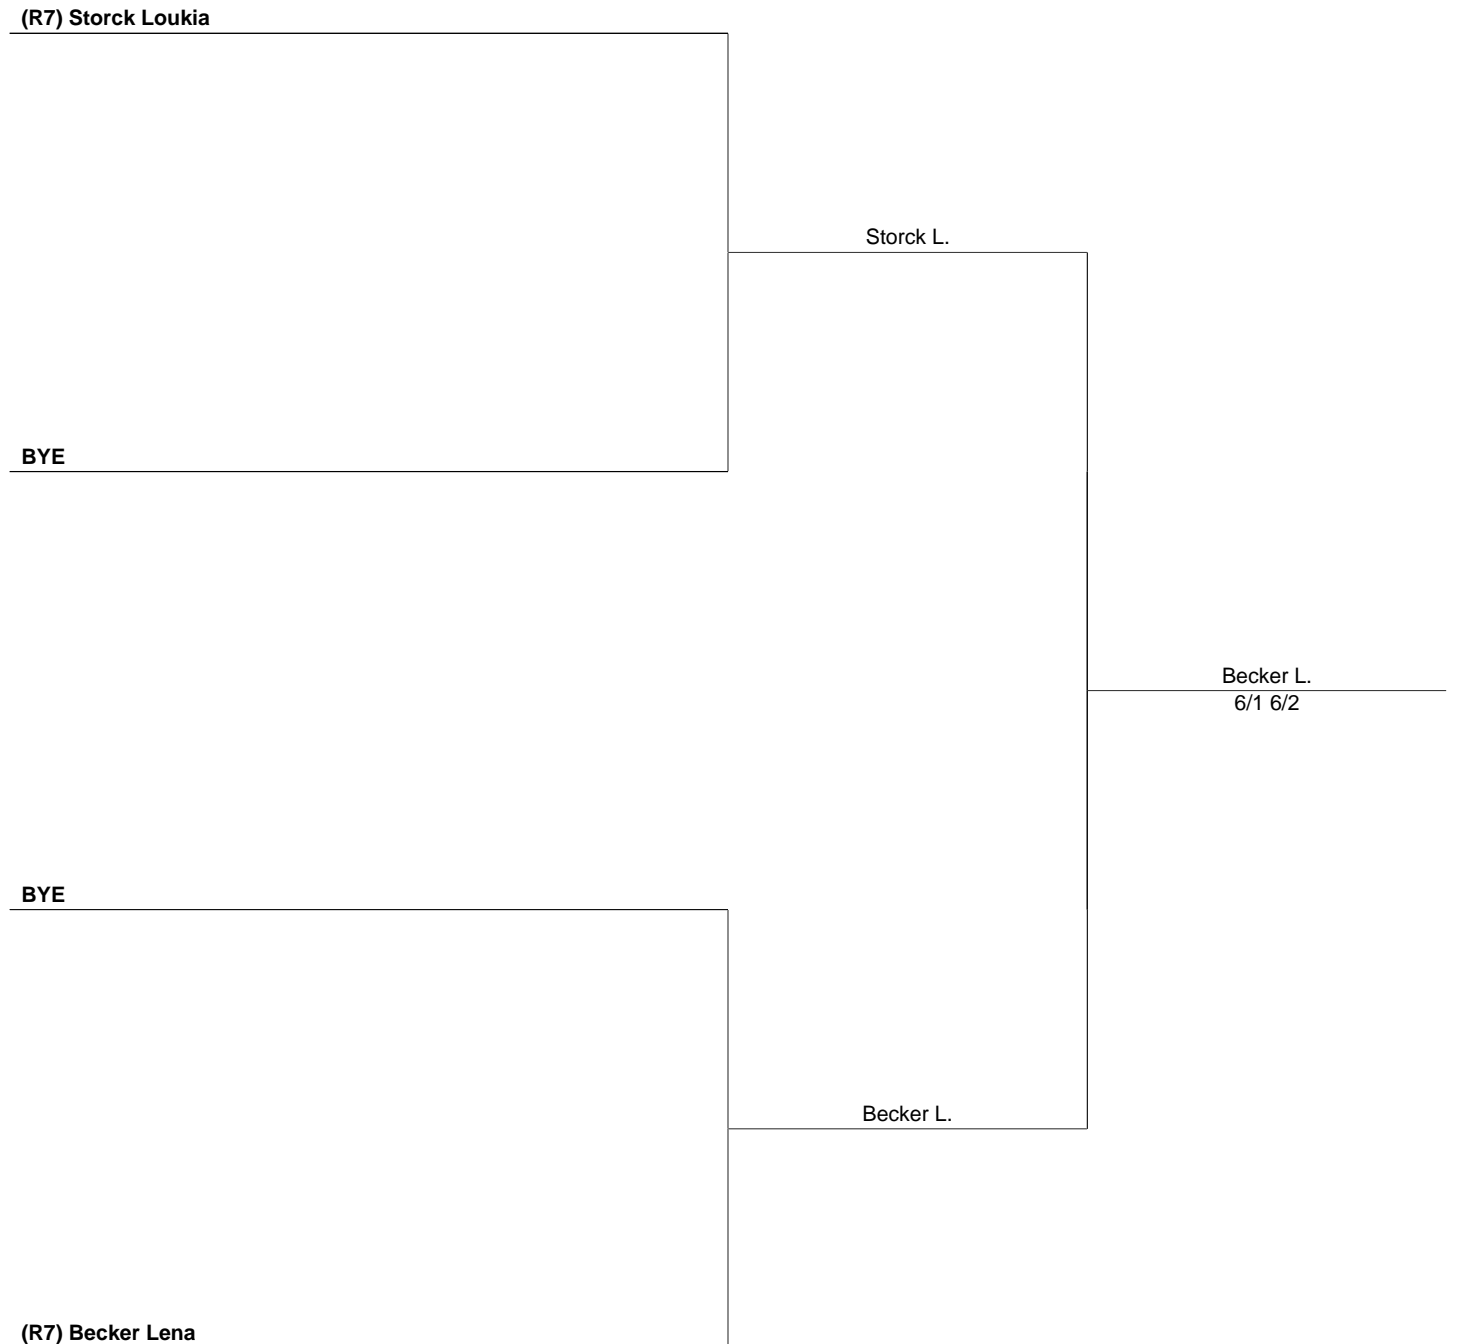 (R7) Storck Loukia
Storck L.
BYE
Becker L.
6/1 6/2
BYE
Becker L.
(R7) Becker Lena